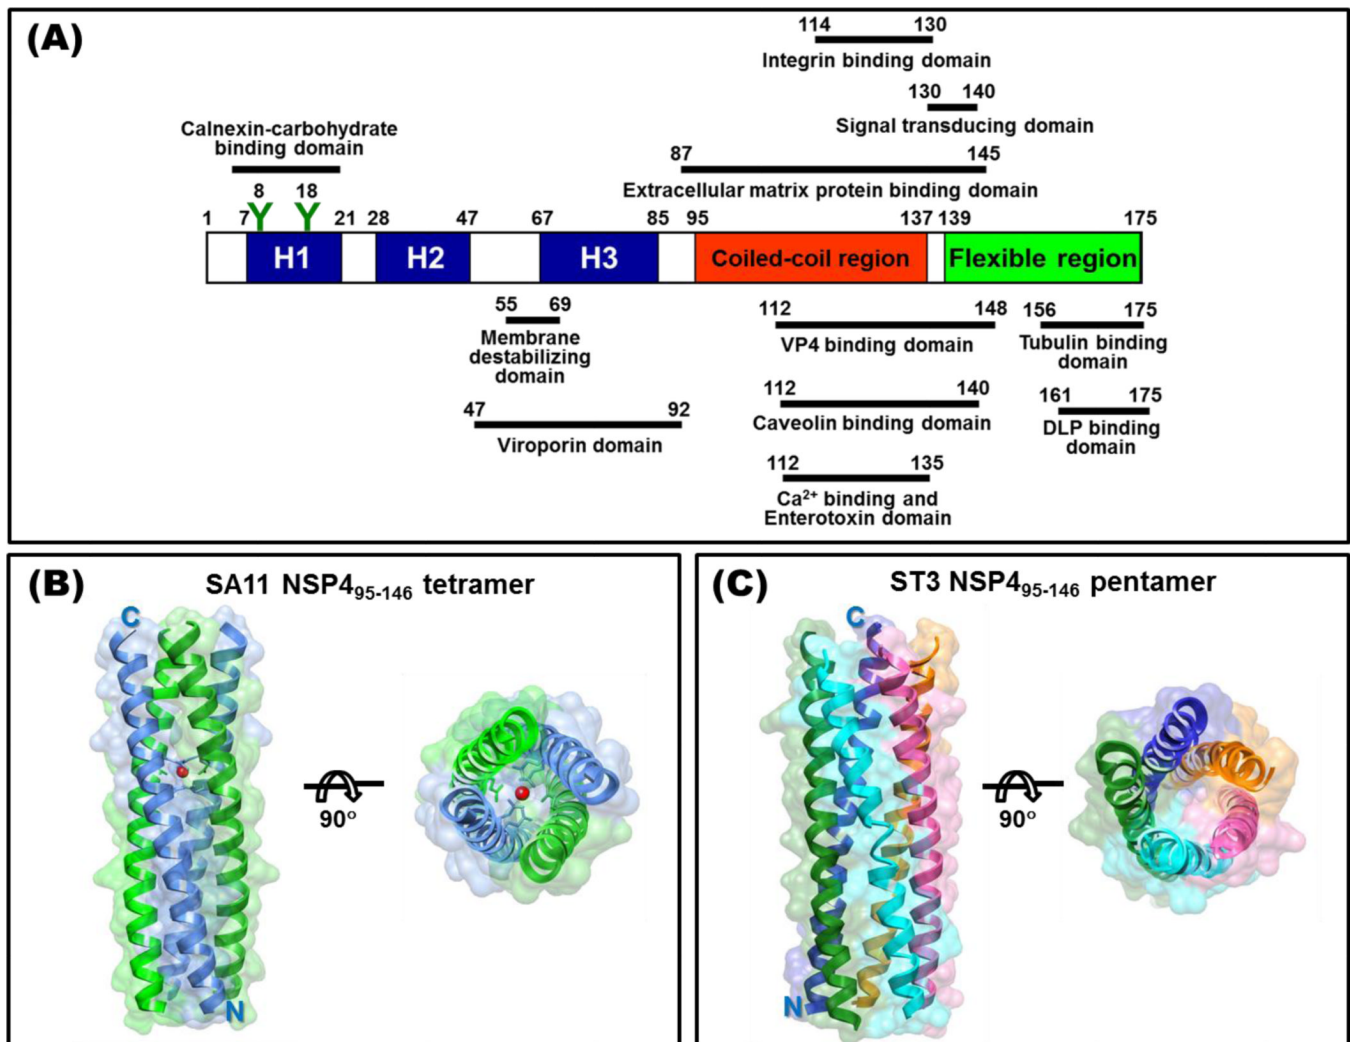 (A)
114 130
Integrin binding domain
130 140
Signal transducing domain
Calnexin-carbohydrate
binding domain
87 145
Extracellular matrix protein binding domain
8 18
Y Y
1 7 21 28 47 67 85 95 137 139 175
H1 H2 H3 Coiled-coil region Flexible region
55 69
Membrane
destabilizing
domain
47 92
Viroporin domain
112 148
VP4 binding domain
156 175
Tubulin binding
domain
112 140
Caveolin binding domain
161 175
DLP binding
domain
112 135
Ca²⁺ binding and
Enterotoxin domain
(B)
SA11 NSP4₉₅₋₁₄₆ tetramer
C
90°
N
(C)
ST3 NSP4₉₅₋₁₄₆ pentamer
C
90°
N